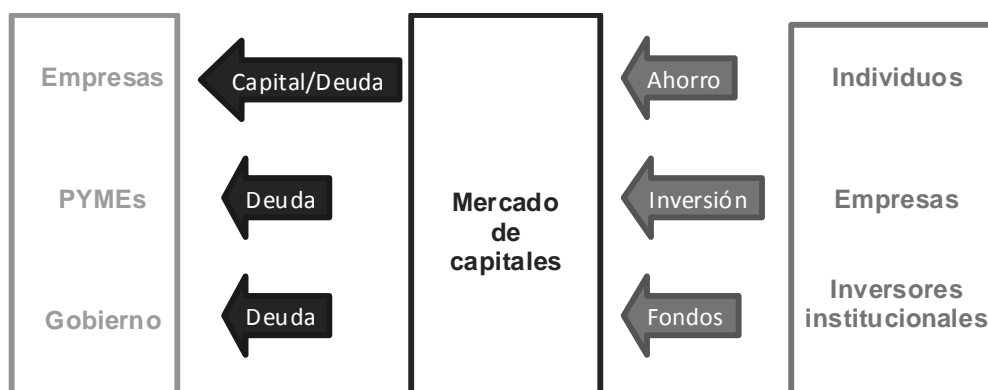 Empresas
Capital/Deuda
Ahorro
Individuos
PYMEs
Deuda
Mercado
de
capitales
Inversión
Empresas
Gobierno
Deuda
Fondos
Inversores
institucionales